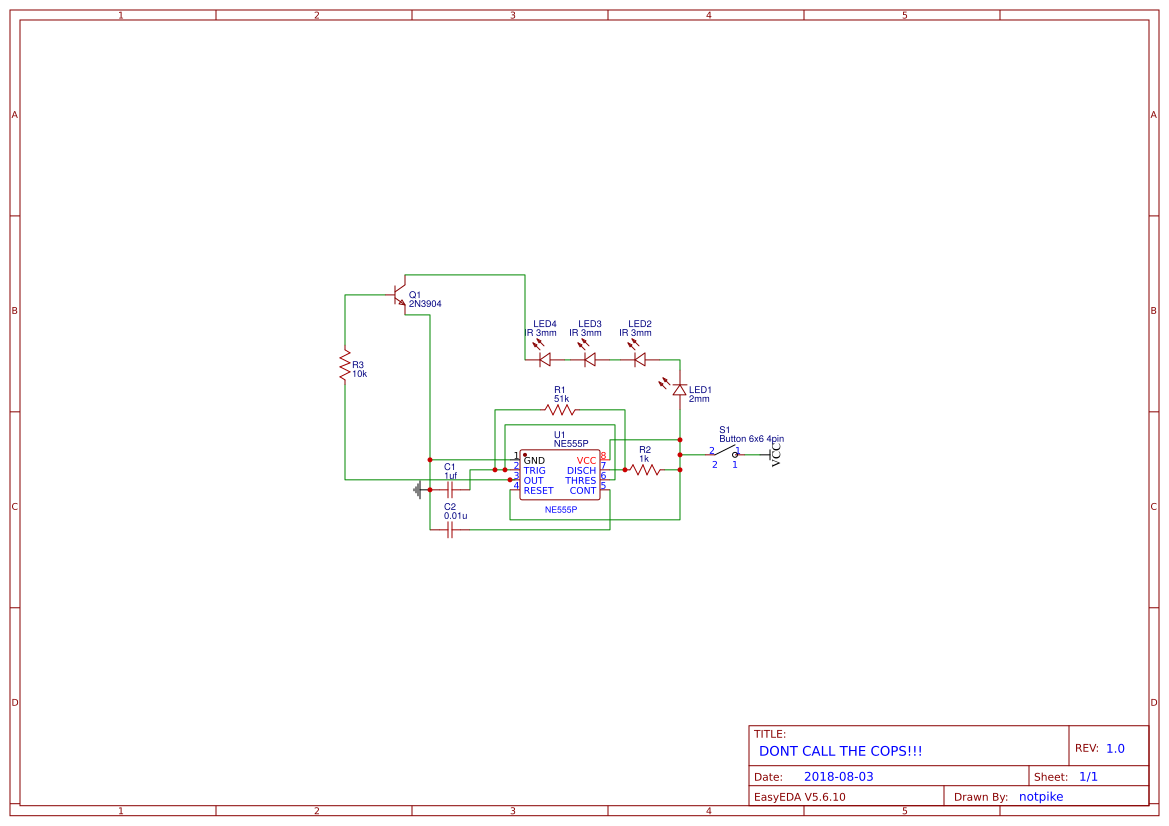 1 2 3 4 5
A A
Q1
2N3904
B B
LED4 LED3 LED2
IR 3mm IR 3mm IR 3mm
R3
10k
LED1
2mm
R1
51k
S1
Button 6x6 4pin
U1
NE555P
R2
1k
2 1
2 1
VCC
1 GND VCC 8
2 TRIG DISCH 7
3 OUT THRES 6
4 RESET CONT 5
NE555P
C1
1uf
C2
0.01u
C C
D D
TITLE:
DONT CALL THE COPS!!!
REV: 1.0
Date: 2018-08-03
Sheet: 1/1
EasyEDA V5.6.10
Drawn By: notpike
1 2 3 4 5